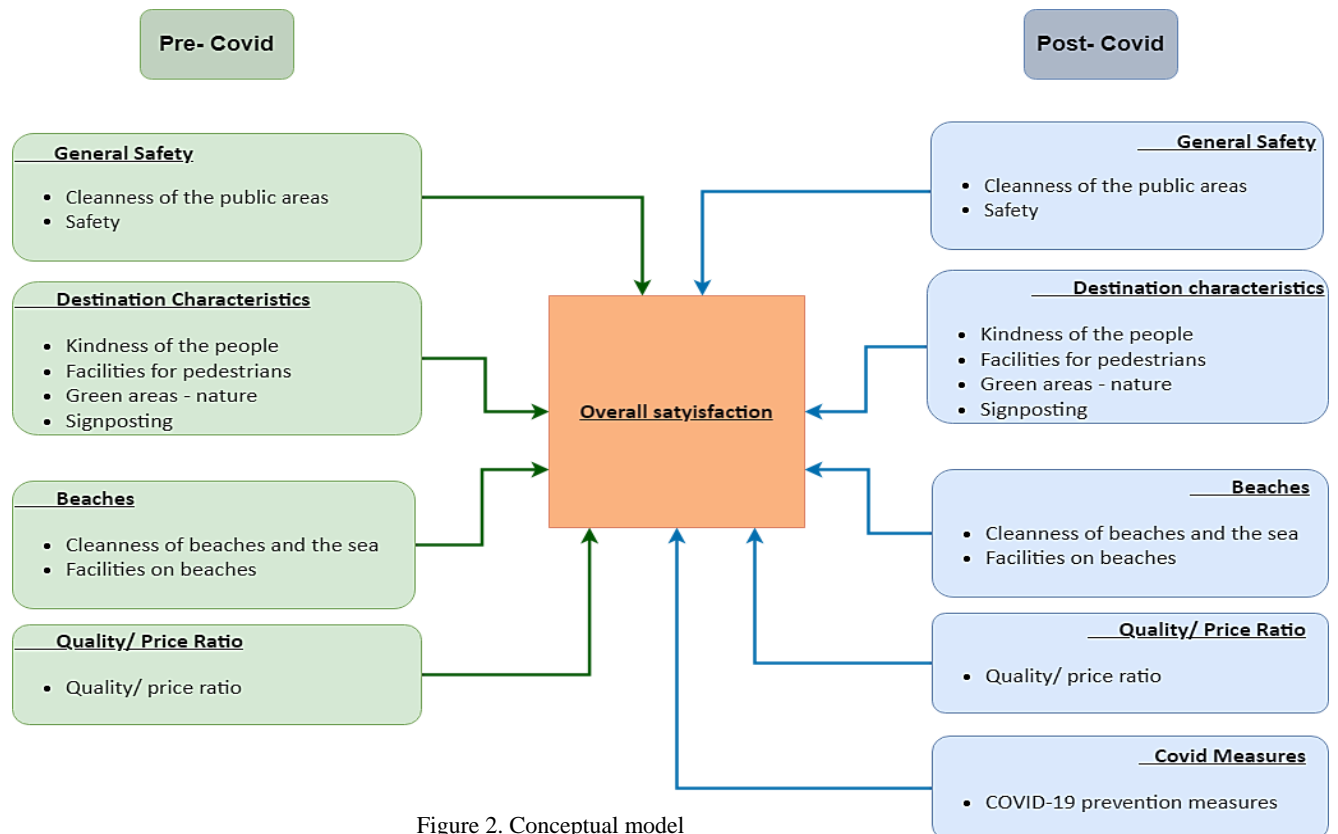 Pre- Covid
Post- Covid
General Safety
• Cleanness of the public areas
• Safety
Destination Characteristics
• Kindness of the people
• Facilities for pedestrians
• Green areas - nature
• Signposting
Beaches
• Cleanness of beaches and the sea
• Facilities on beaches
Quality/ Price Ratio
• Quality/ price ratio
Overall satyisfaction
General Safety
• Cleanness of the public areas
• Safety
Destination characteristics
• Kindness of the people
• Facilities for pedestrians
• Green areas - nature
• Signposting
Beaches
• Cleanness of beaches and the sea
• Facilities on beaches
Quality/ Price Ratio
• Quality/ price ratio
Covid Measures
• COVID-19 prevention measures
Figure 2. Conceptual model